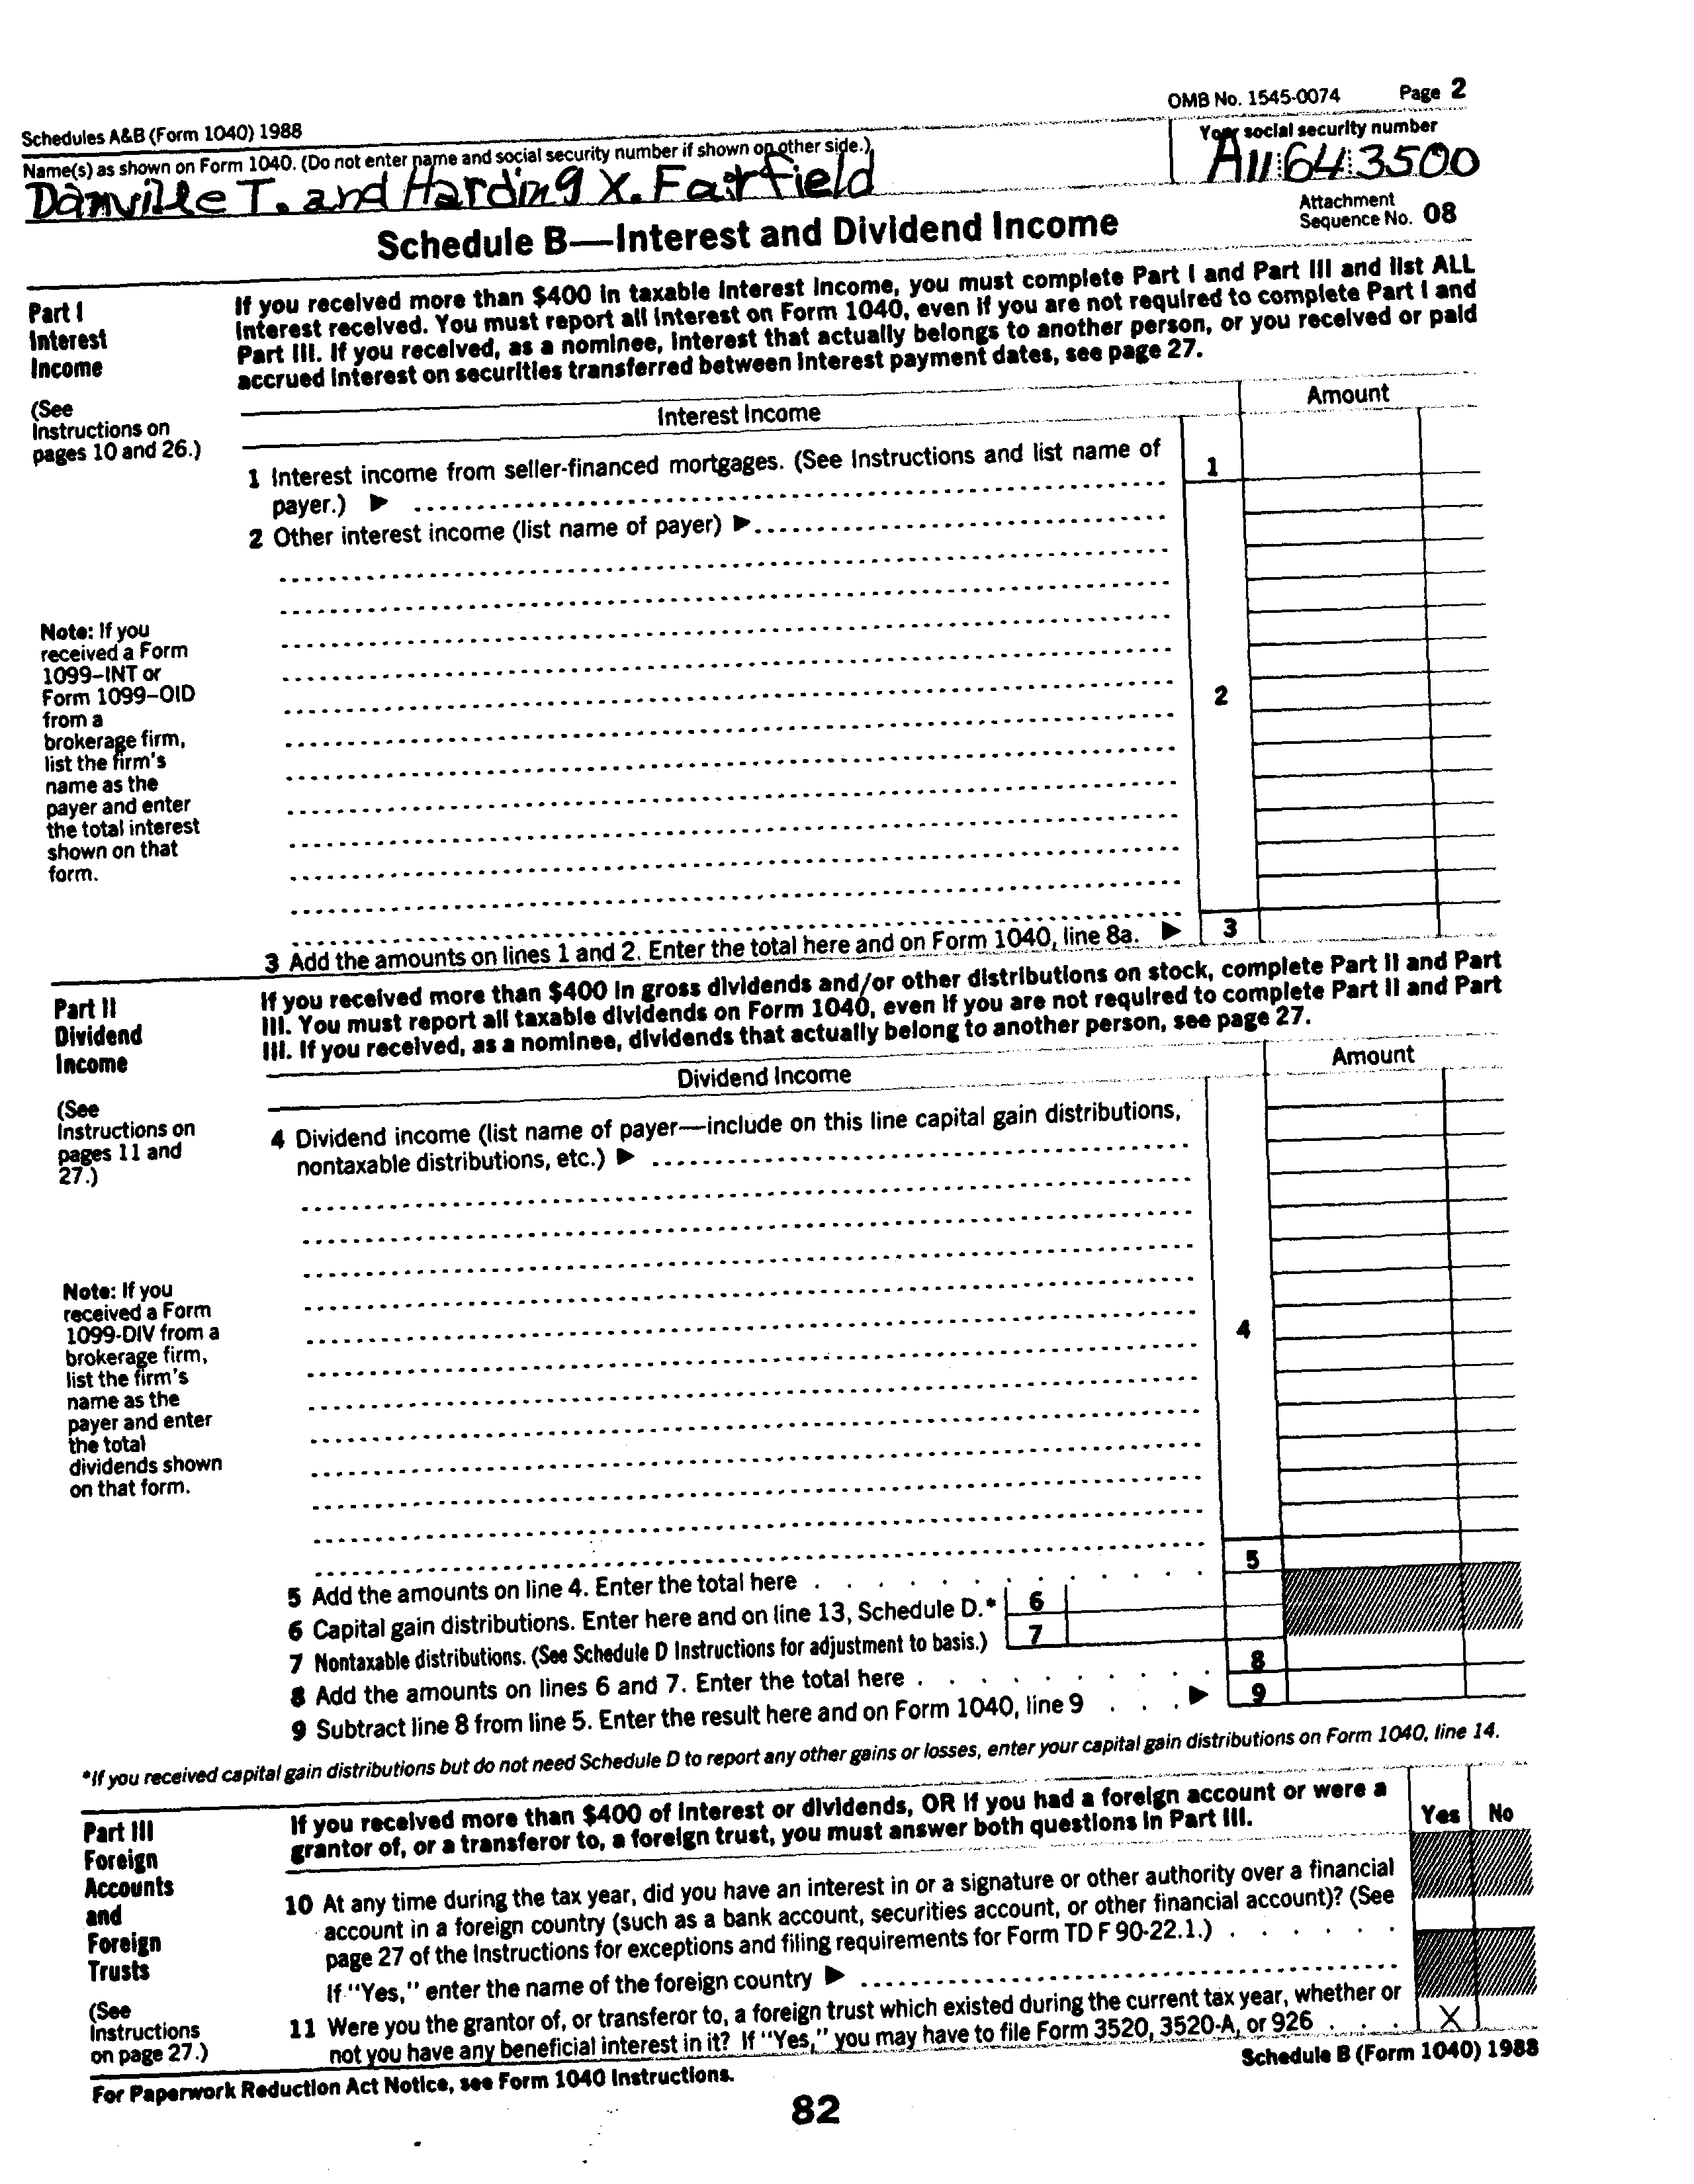 OMB No. 1545-0074 Page 2
Schedules A&B (Form 1040) 1988
Name(s) as shown on Form 1040. (Do not enter name and social security number if shown on other side.)
Your social security number
Danville T. and Harding X. Fairfield
A11 64 3500
Attachment
Sequence No. 08
Schedule B—Interest and Dividend Income
Part I
Interest
Income
If you received more than $400 in taxable interest income, you must complete Part I and Part III and list ALL
interest received. You must report all interest on Form 1040, even if you are not required to complete Part I and
Part III. If you received, as a nominee, interest that actually belongs to another person, or you received or paid
accrued interest on securities transferred between interest payment dates, see page 27.
(See
Instructions on
pages 10 and 26.)
Interest Income
Amount
1 Interest income from seller-financed mortgages. (See Instructions and list name of
payer.) ▶
1
2 Other interest income (list name of payer) ▶
Note: If you
received a Form
1099–INT or
Form 1099–OID
from a
brokerage firm,
list the firm's
name as the
payer and enter
the total interest
shown on that
form.
2
3 Add the amounts on lines 1 and 2. Enter the total here and on Form 1040, line 8a. ▶ 3
Part II
Dividend
Income
If you received more than $400 in gross dividends and/or other distributions on stock, complete Part II and Part
III. You must report all taxable dividends on Form 1040, even if you are not required to complete Part II and Part
III. If you received, as a nominee, dividends that actually belong to another person, see page 27.
(See
Instructions on
pages 11 and
27.)
Dividend Income
Amount
4 Dividend income (list name of payer—include on this line capital gain distributions,
nontaxable distributions, etc.) ▶
Note: If you
received a Form
1099-DIV from a
brokerage firm,
list the firm's
name as the
payer and enter
the total
dividends shown
on that form.
4
5 Add the amounts on line 4. Enter the total here . . . . . . . . . . . . 5
6 Capital gain distributions. Enter here and on line 13, Schedule D.* 6
7 Nontaxable distributions. (See Schedule D Instructions for adjustment to basis.) 7
8 Add the amounts on lines 6 and 7. Enter the total here . . . . . . . . . . 8
9 Subtract line 8 from line 5. Enter the result here and on Form 1040, line 9 . . . ▶ 9
*If you received capital gain distributions but do not need Schedule D to report any other gains or losses, enter your capital gain distributions on Form 1040, line 14.
Part III
Foreign
Accounts
and
Foreign
Trusts
(See
Instructions
on page 27.)
If you received more than $400 of interest or dividends, OR if you had a foreign account or were a
grantor of, or a transferor to, a foreign trust, you must answer both questions in Part III.
Yes No
10 At any time during the tax year, did you have an interest in or a signature or other authority over a financial
account in a foreign country (such as a bank account, securities account, or other financial account)? (See
page 27 of the Instructions for exceptions and filing requirements for Form TD F 90-22.1.) . . . . . .
If "Yes," enter the name of the foreign country ▶
11 Were you the grantor of, or transferor to, a foreign trust which existed during the current tax year, whether or
not you have any beneficial interest in it? If "Yes," you may have to file Form 3520, 3520-A, or 926 . . . X
For Paperwork Reduction Act Notice, see Form 1040 Instructions.
Schedule B (Form 1040) 1988
82